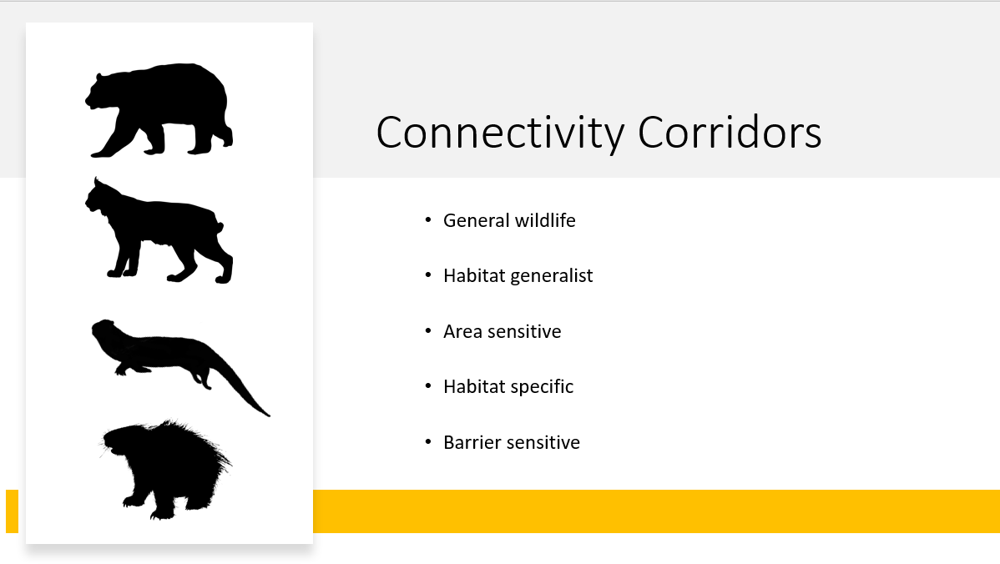 Connectivity Corridors
• General wildlife
• Habitat generalist
• Area sensitive
• Habitat specific
• Barrier sensitive